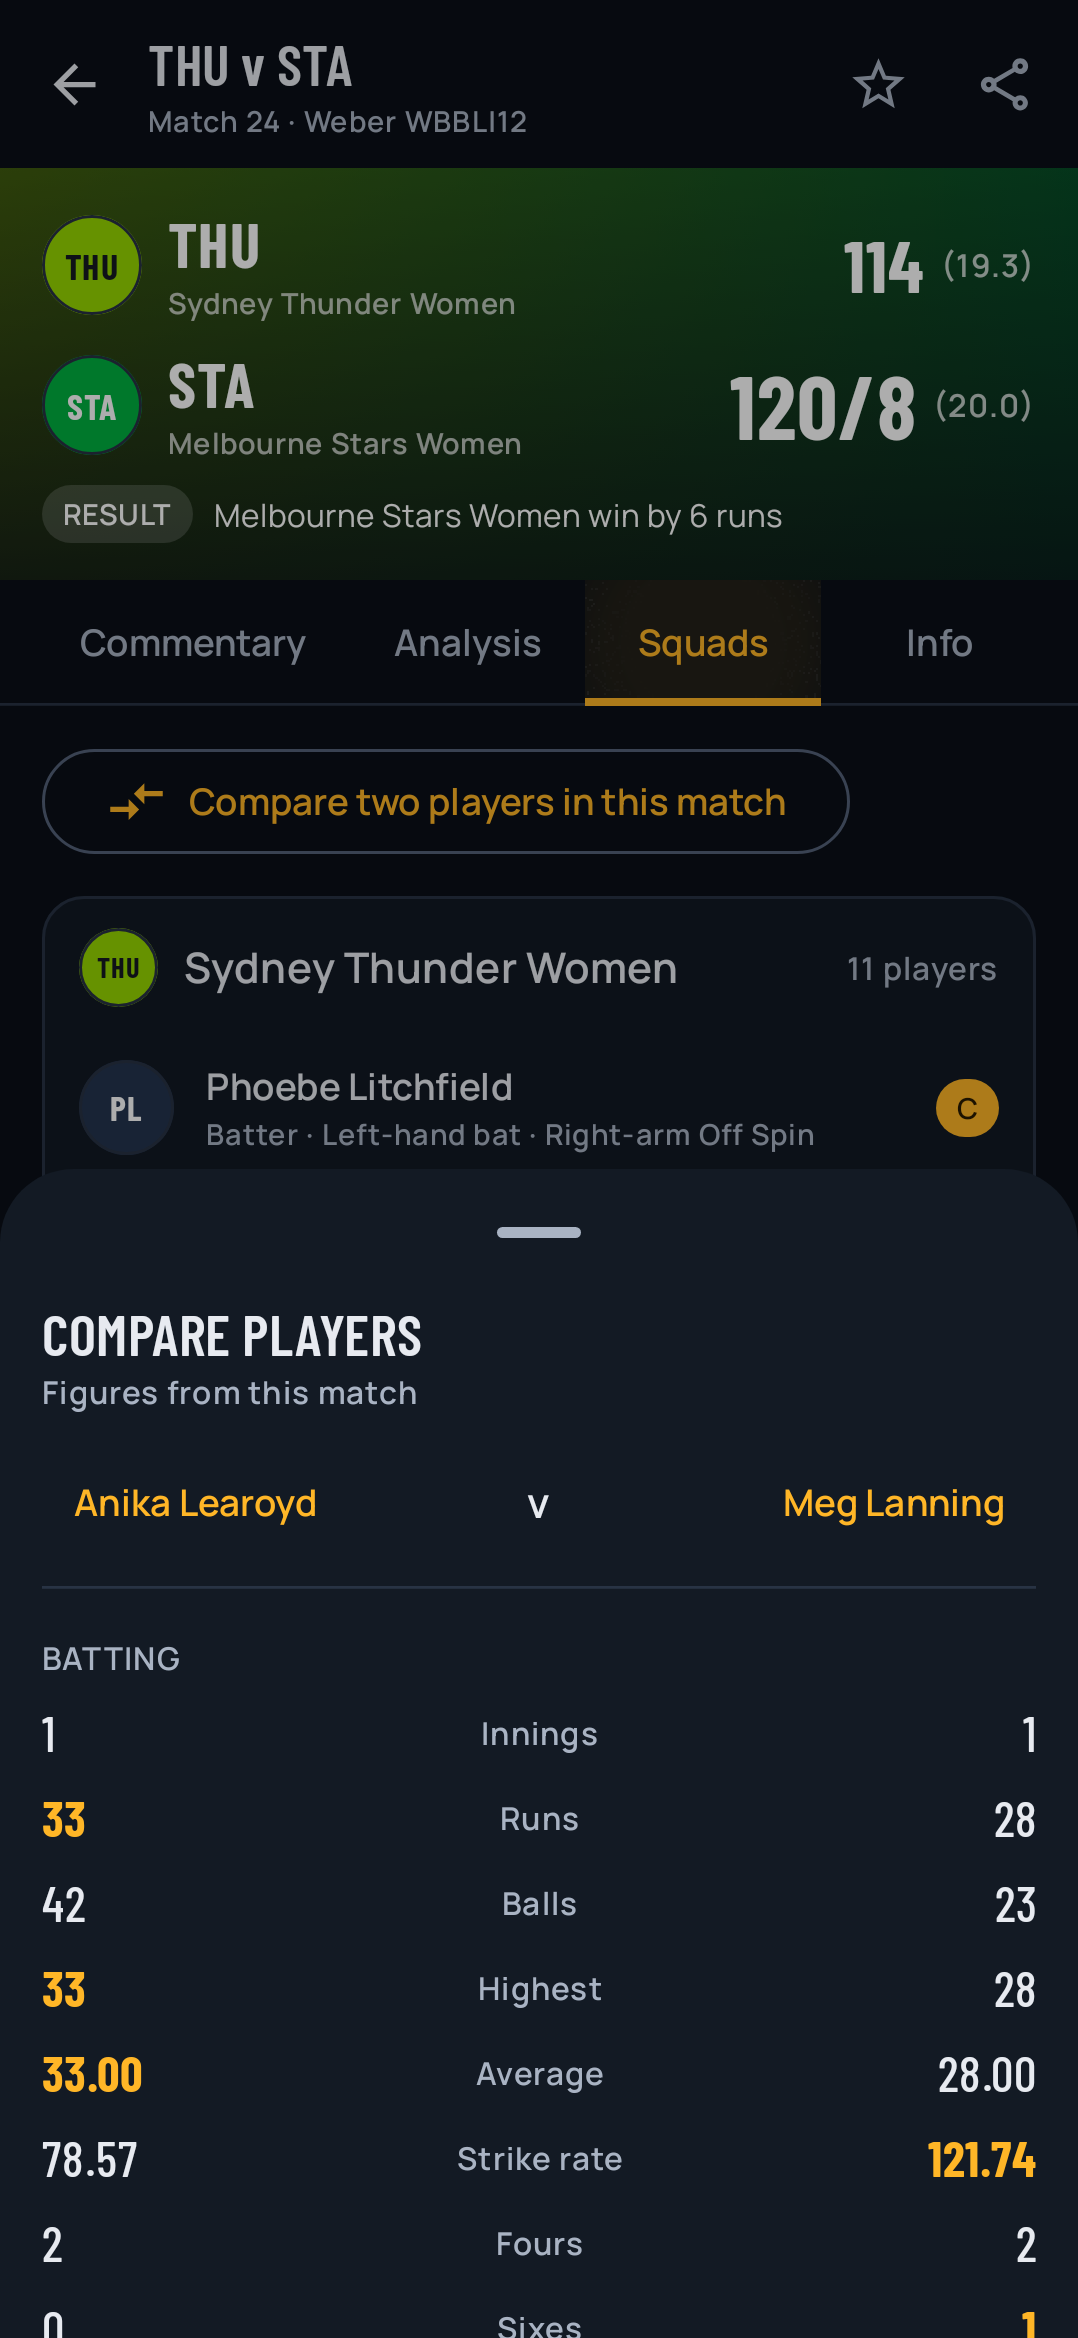 THU v STA
Match 24 · Weber WBBL|12
THU
THU
114 (19.3)
Sydney Thunder Women
STA
STA
120/8 (20.0)
Melbourne Stars Women
RESULT
Melbourne Stars Women win by 6 runs
Commentary
Analysis
Squads
Info
Compare two players in this match
THU
Sydney Thunder Women
11 players
PL
Phoebe Litchfield
Batter · Left-hand bat · Right-arm Off Spin
C
COMPARE PLAYERS
Figures from this match
Anika Learoyd v Meg Lanning
BATTING
1 Innings 1
33 Runs 28
42 Balls 23
33 Highest 28
33.00 Average 28.00
78.57 Strike rate 121.74
2 Fours 2
0 Sixes 1